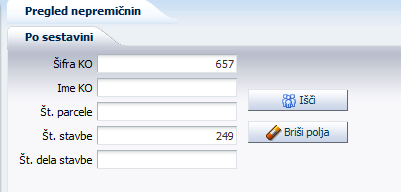 Pregled nepremičnin
Po sestavini
Šifra KO 657
Ime KO
Št. parcele
Išči
Št. stavbe 249
Briši polja
Št. dela stavbe